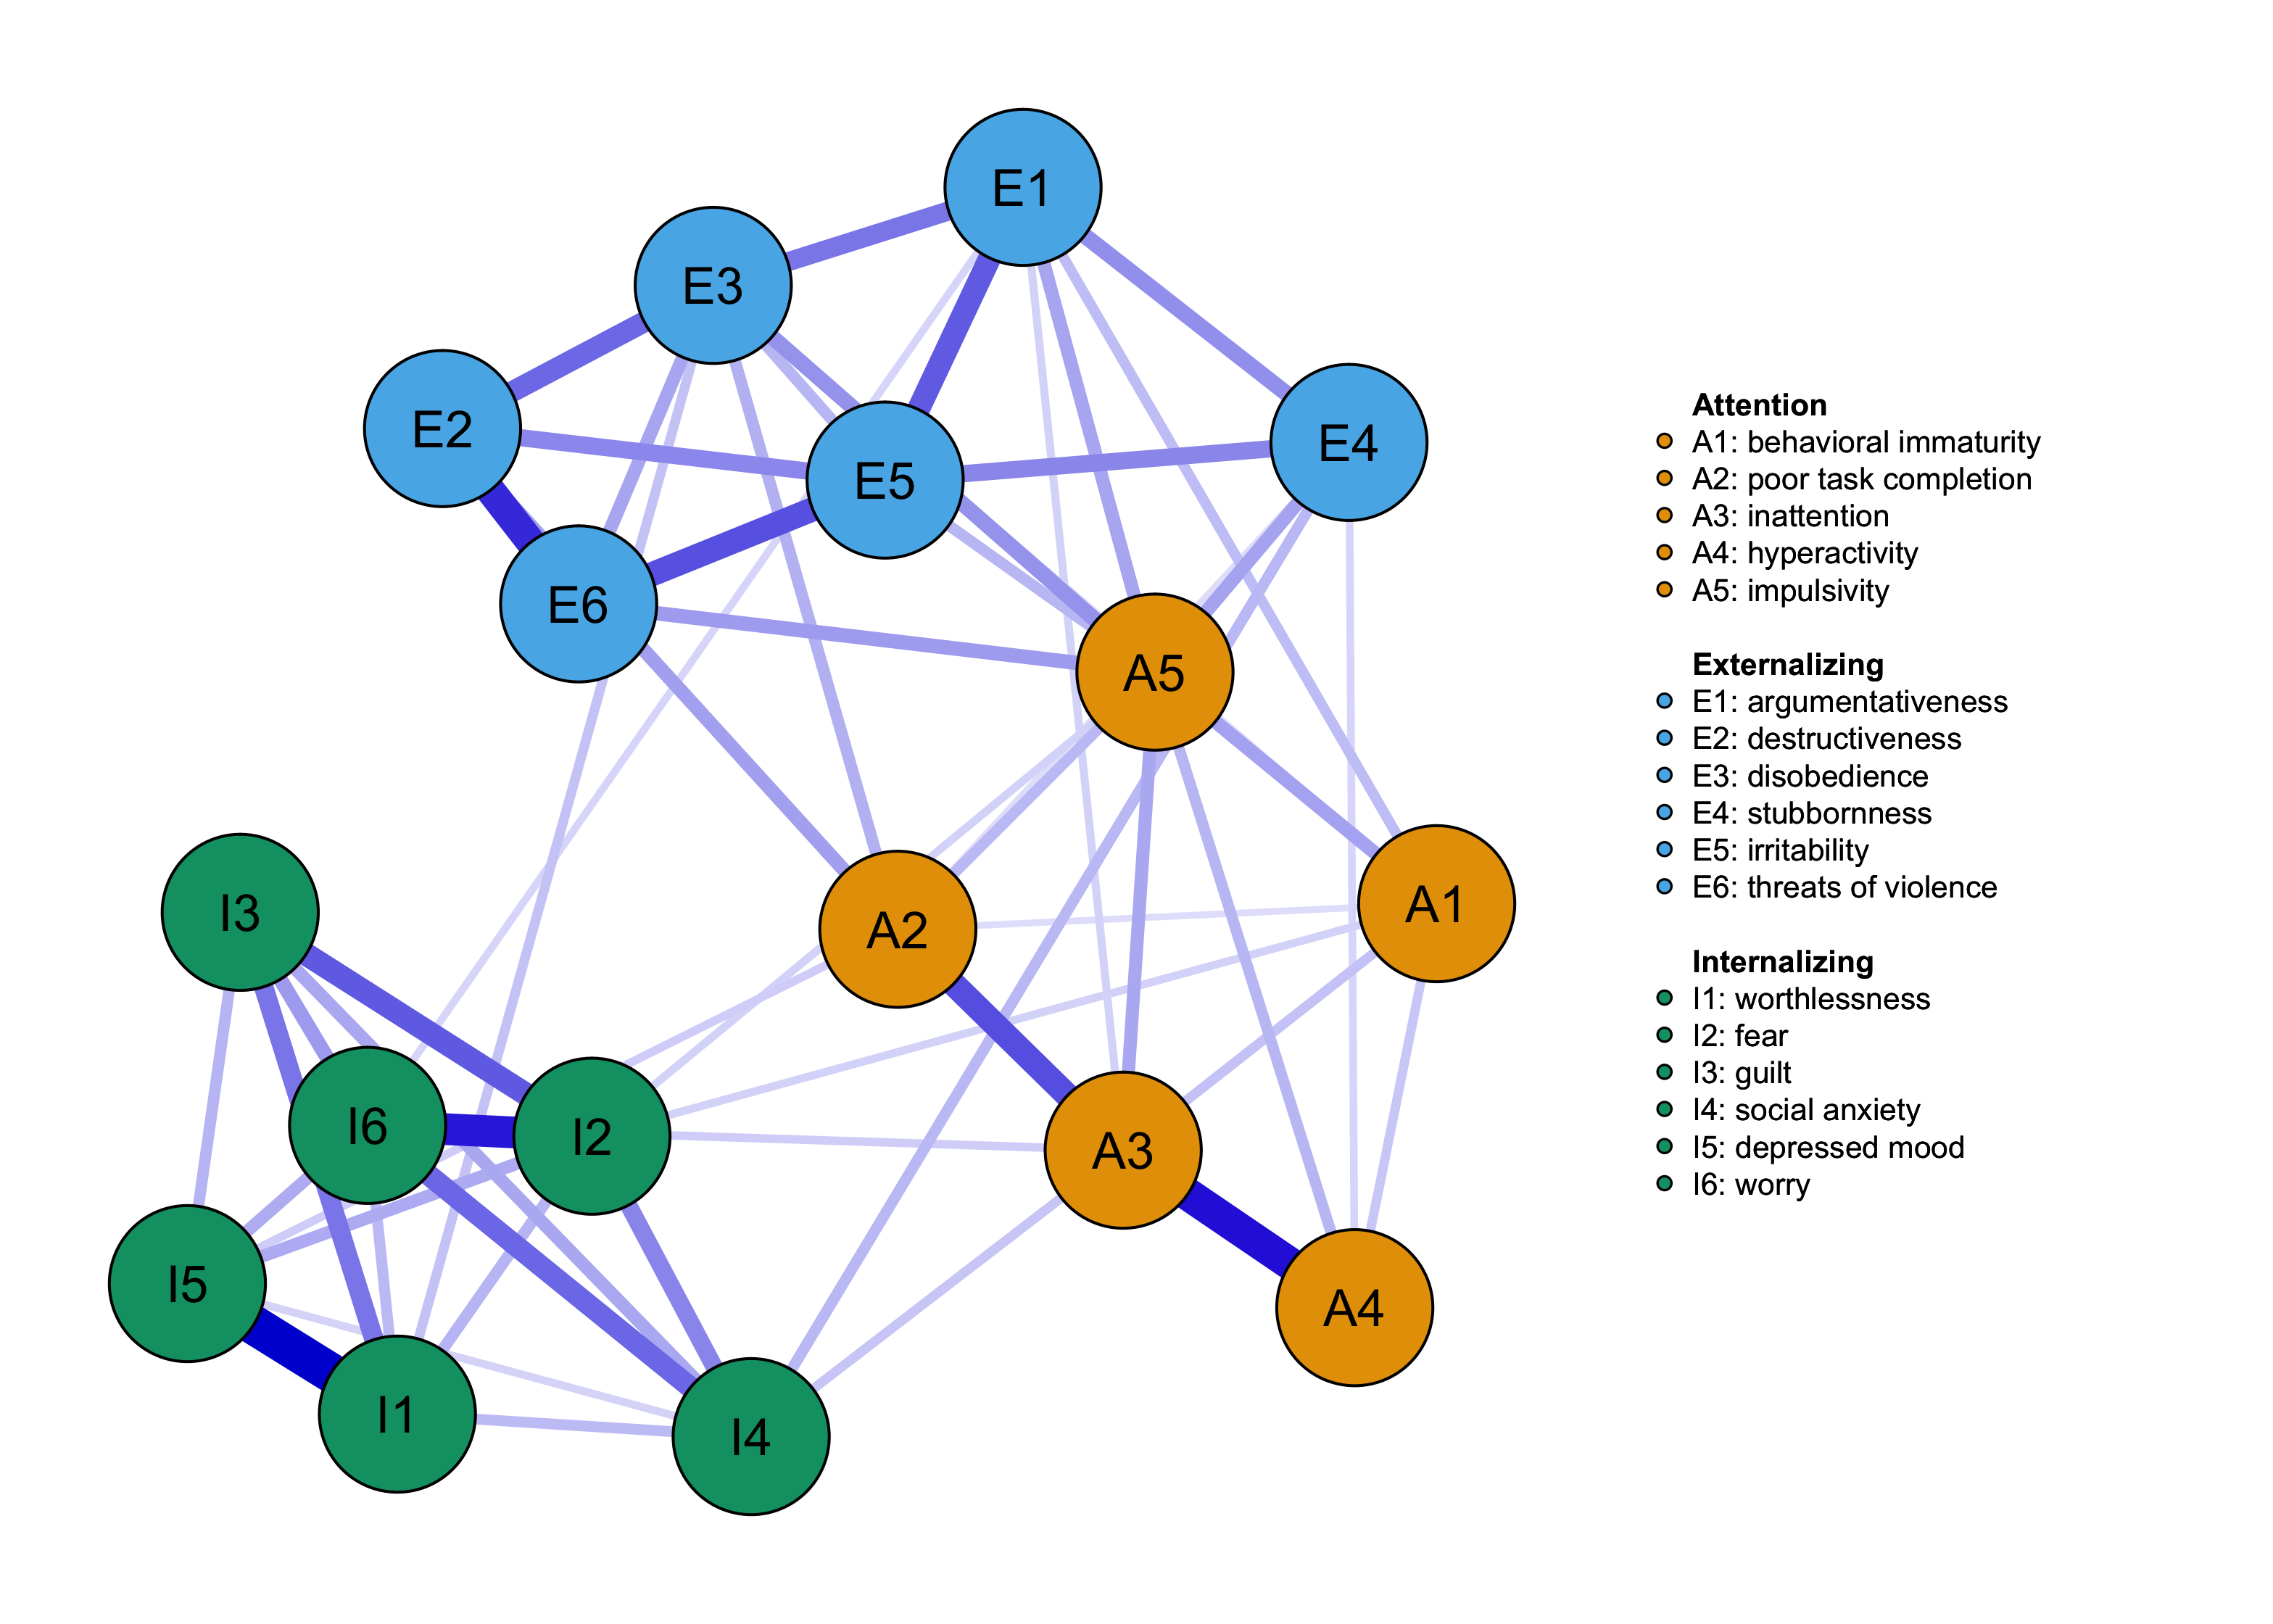 E1
E3
E2
E4
E5
E6
A5
A2
A1
I3
I6
I2
A3
I5
A4
I1
I4
Attention
A1: behavioral immaturity
A2: poor task completion
A3: inattention
A4: hyperactivity
A5: impulsivity
Externalizing
E1: argumentativeness
E2: destructiveness
E3: disobedience
E4: stubbornness
E5: irritability
E6: threats of violence
Internalizing
I1: worthlessness
I2: fear
I3: guilt
I4: social anxiety
I5: depressed mood
I6: worry